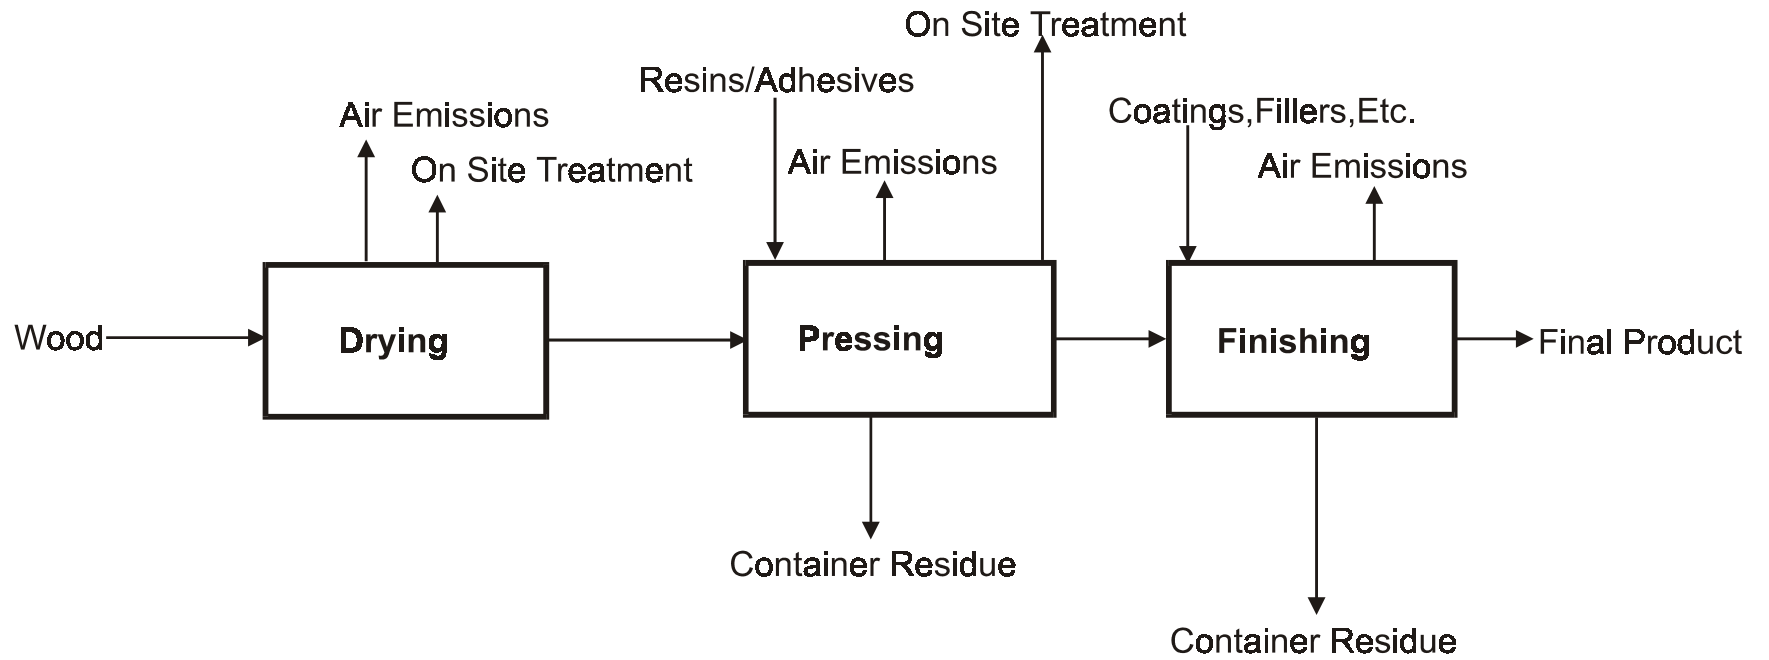 On Site Treatment
Resins/Adhesives
Air Emissions
Coatings,Fillers,Etc.
On Site Treatment
Air Emissions
Air Emissions
Wood
Drying
Pressing
Finishing
Final Product
Container Residue
Container Residue